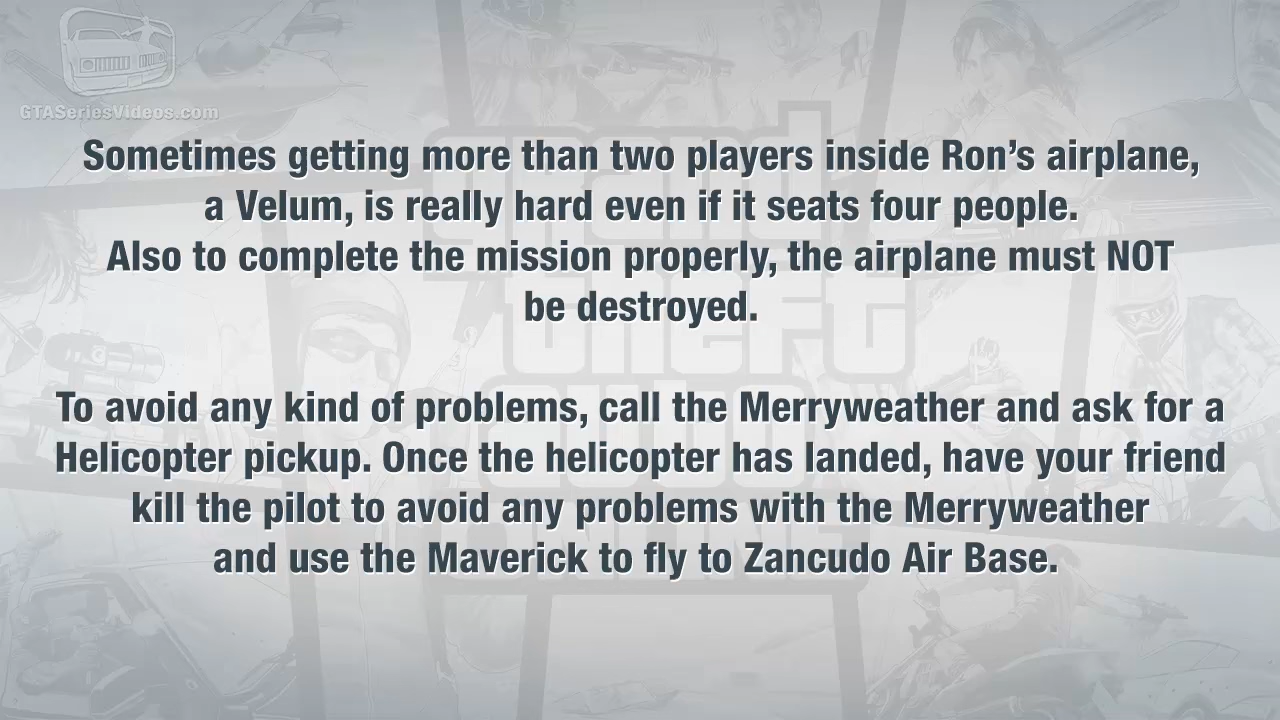 GTASeriesVideos.com
Sometimes getting more than two players inside Ron’s airplane,
a Velum, is really hard even if it seats four people.
Also to complete the mission properly, the airplane must NOT
be destroyed.
To avoid any kind of problems, call the Merryweather and ask for a
Helicopter pickup. Once the helicopter has landed, have your friend
kill the pilot to avoid any problems with the Merryweather
and use the Maverick to fly to Zancudo Air Base.
grand
theft
auto